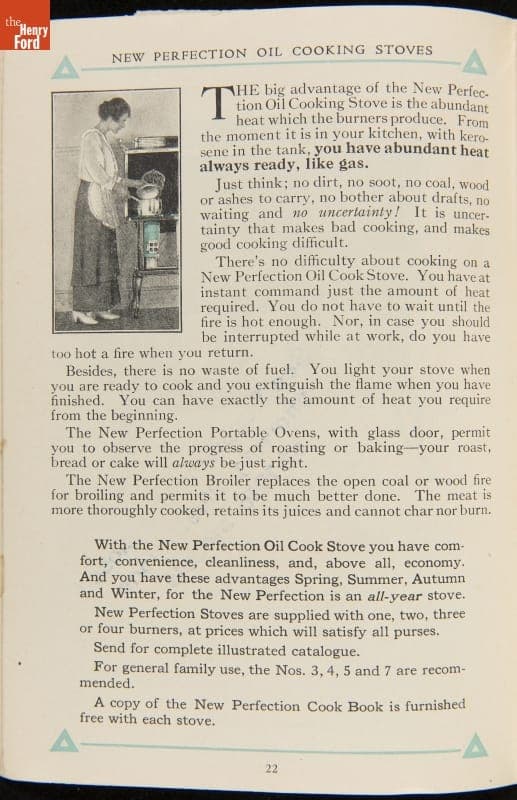 the
Henry
Ford
NEW PERFECTION OIL COOKING STOVES
THE big advantage of the New Perfec-
tion Oil Cooking Stove is the abundant
heat which the burners produce. From
the moment it is in your kitchen, with kero-
sene in the tank, you have abundant heat
always ready, like gas.
Just think; no dirt, no soot, no coal, wood
or ashes to carry, no bother about drafts, no
waiting and no uncertainty! It is uncer-
tainty that makes bad cooking, and makes
good cooking difficult.
There's no difficulty about cooking on a
New Perfection Oil Cook Stove. You have at
instant command just the amount of heat
required. You do not have to wait until the
fire is hot enough. Nor, in case you should
be interrupted while at work, do you have
too hot a fire when you return.
Besides, there is no waste of fuel. You light your stove when
you are ready to cook and you extinguish the flame when you have
finished. You can have exactly the amount of heat you require
from the beginning.
The New Perfection Portable Ovens, with glass door, permit
you to observe the progress of roasting or baking—your roast,
bread or cake will always be just right.
The New Perfection Broiler replaces the open coal or wood fire
for broiling and permits it to be much better done. The meat is
more thoroughly cooked, retains its juices and cannot char nor burn.
With the New Perfection Oil Cook Stove you have com-
fort, convenience, cleanliness, and, above all, economy.
And you have these advantages Spring, Summer, Autumn
and Winter, for the New Perfection is an all-year stove.
New Perfection Stoves are supplied with one, two, three
or four burners, at prices which will satisfy all purses.
Send for complete illustrated catalogue.
For general family use, the Nos. 3, 4, 5 and 7 are recom-
mended.
A copy of the New Perfection Cook Book is furnished
free with each stove.
22